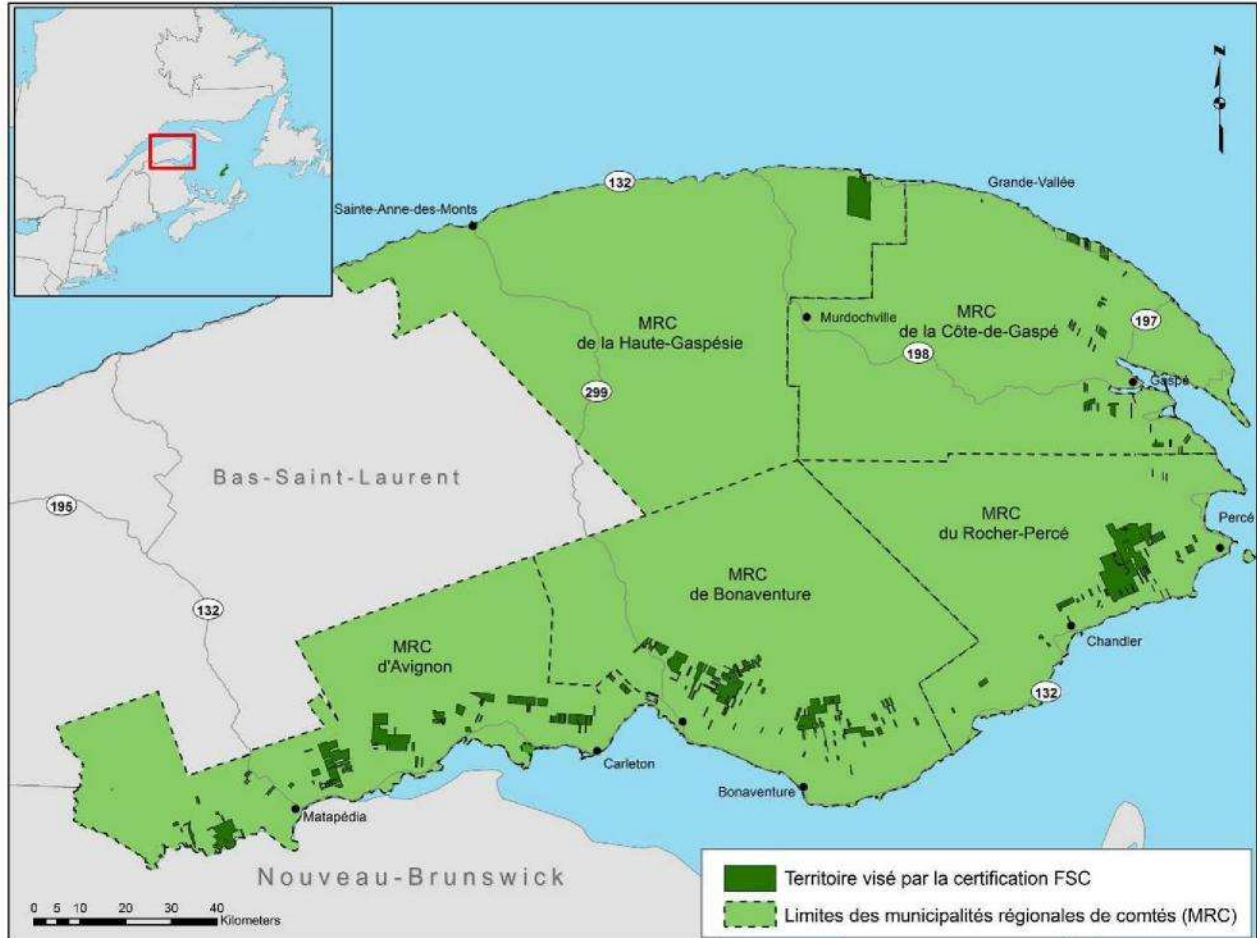 N
132
Grande-Vallée
Sainte-Anne-des-Monts
MRC
de la Haute-Gaspésie
Murdochville
MRC
de la Côte-de-Gaspé
197
198
Gaspé
299
Bas-Saint-Laurent
195
MRC
du Rocher-Percé
Percé
MRC
de Bonaventure
132
MRC
d'Avignon
Chandler
132
Carleton
Bonaventure
Matapédia
Nouveau-Brunswick
0 5 10 20 30 40
Kilometers
Territoire visé par la certification FSC
Limites des municipalités régionales de comtés (MRC)